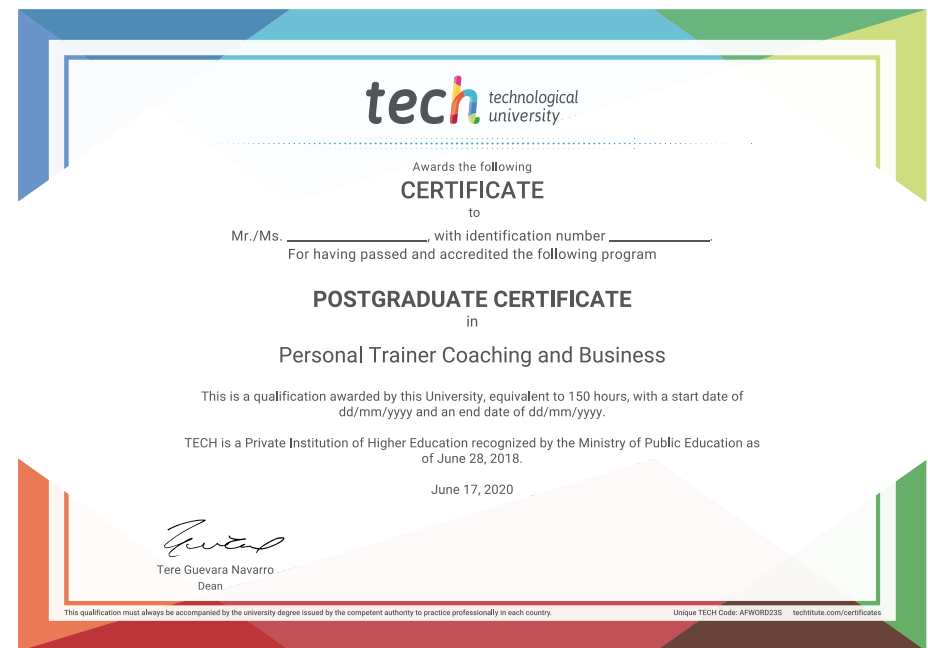 tech technological
university
Awards the following
CERTIFICATE
to
Mr./Ms. ____________________, with identification number ______________.
For having passed and accredited the following program
POSTGRADUATE CERTIFICATE
in
Personal Trainer Coaching and Business
This is a qualification awarded by this University, equivalent to 150 hours, with a start date of
dd/mm/yyyy and an end date of dd/mm/yyyy.
TECH is a Private Institution of Higher Education recognized by the Ministry of Public Education as
of June 28, 2018.
June 17, 2020
Tere Guevara Navarro
Dean
This qualification must always be accompanied by the university degree issued by the competent authority to practice professionally in each country.
Unique TECH Code: AFWORD23S techtitute.com/certificates